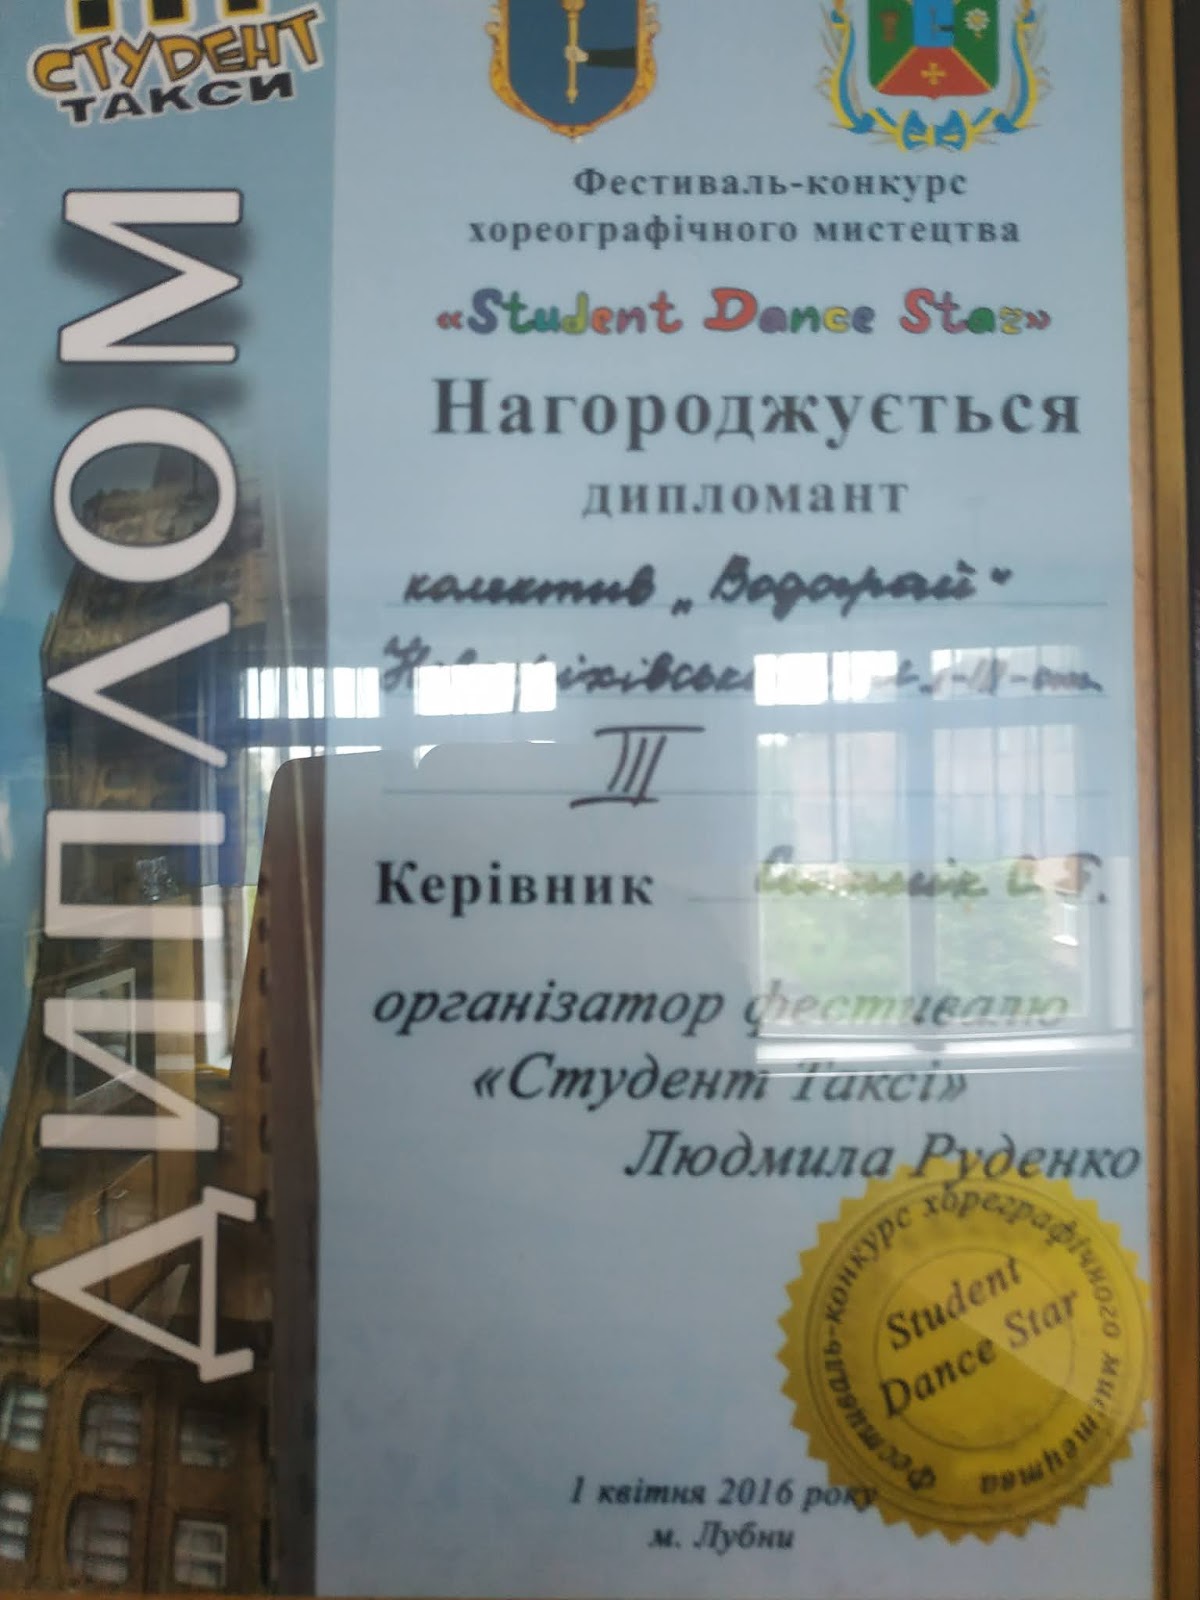 СТУДЕНТ
ТАКСИ
ДИПЛОМ
Фестиваль-конкурс
хореографічного мистецтва
«Student Dance Star»
Нагороджується
дипломант
колектив „Водограй"
III
Керівник
організатор фестивалю
«Студент Таксі»
Людмила Руденко
Фестиваль-конкурс хореграфічного мистецтва
Student
Dance Star
1 квітня 2016 року
м. Лубни